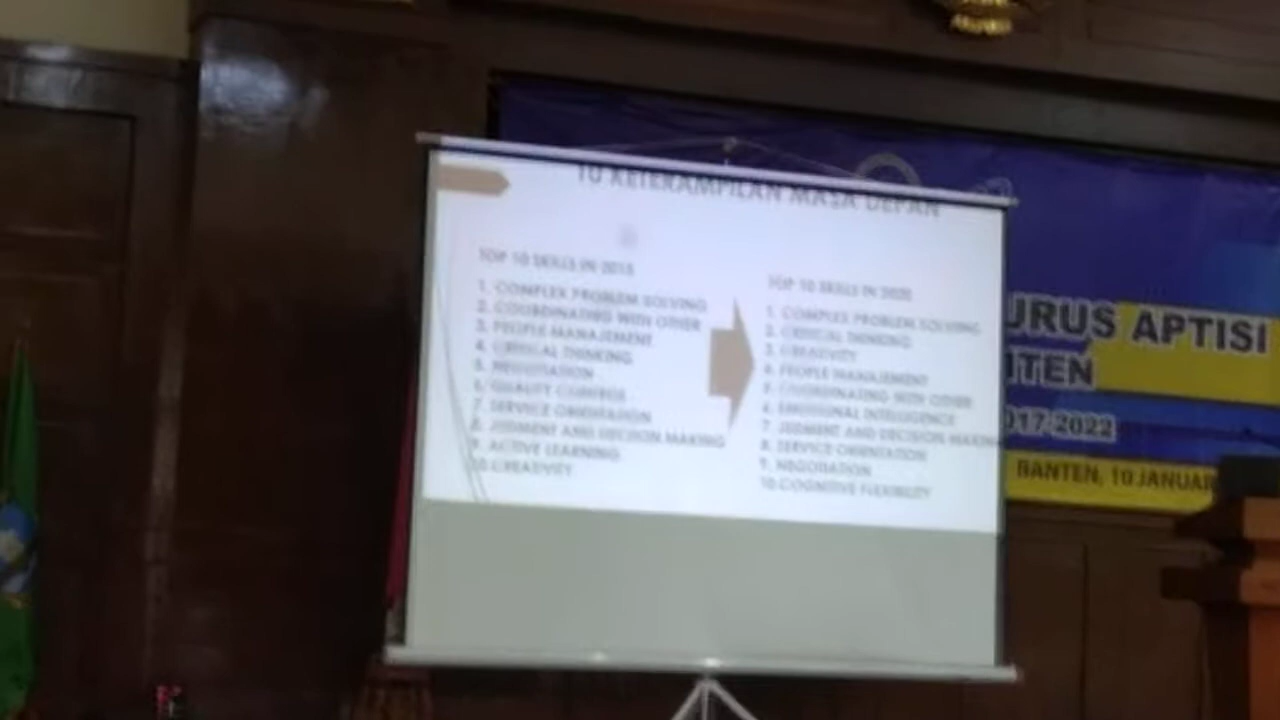 10 KETERAMPILAN MASA DEPAN
TOP 10 SKILLS IN 2015
1. COMPLEX PROBLEM SOLVING
2. COORDINATING WITH OTHER
3. PEOPLE MANAJEMENT
4. CRITICAL THINKING
5. NEGOTIATION
6. QUALITY CONTROL
7. SERVICE ORIENTATION
8. JUDMENT AND DECISION MAKING
9. ACTIVE LEARNING
10. CREATIVITY
TOP 10 SKILLS IN 2020
1. COMPLEX PROBLEM SOLVING
2. CRITICAL THINKING
3. CREATIVITY
4. PEOPLE MANAJEMENT
5. COORDINATING WITH OTHER
6. EMOTIONAL INTELLIGENCE
7. JUDMENT AND DECISION MAKING
8. SERVICE ORIENTATION
9. NEGOTIATION
10. COGNITIVE FLEXIBILITY
URUS APTISI
NTEN
017-2022
BANTEN, 10 JANUAR